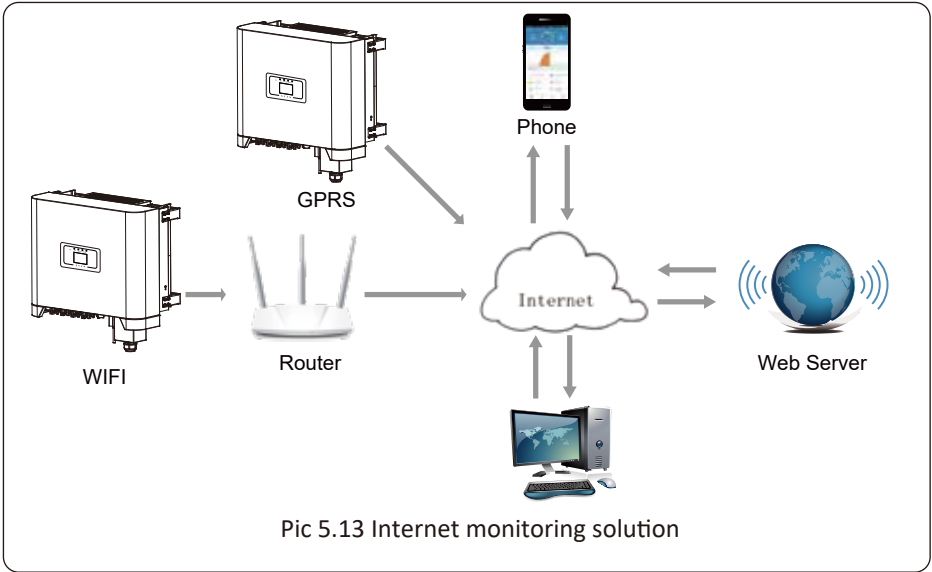 Phone
GPRS
Internet
WIFI
Router
Web Server
Pic 5.13 Internet monitoring solution